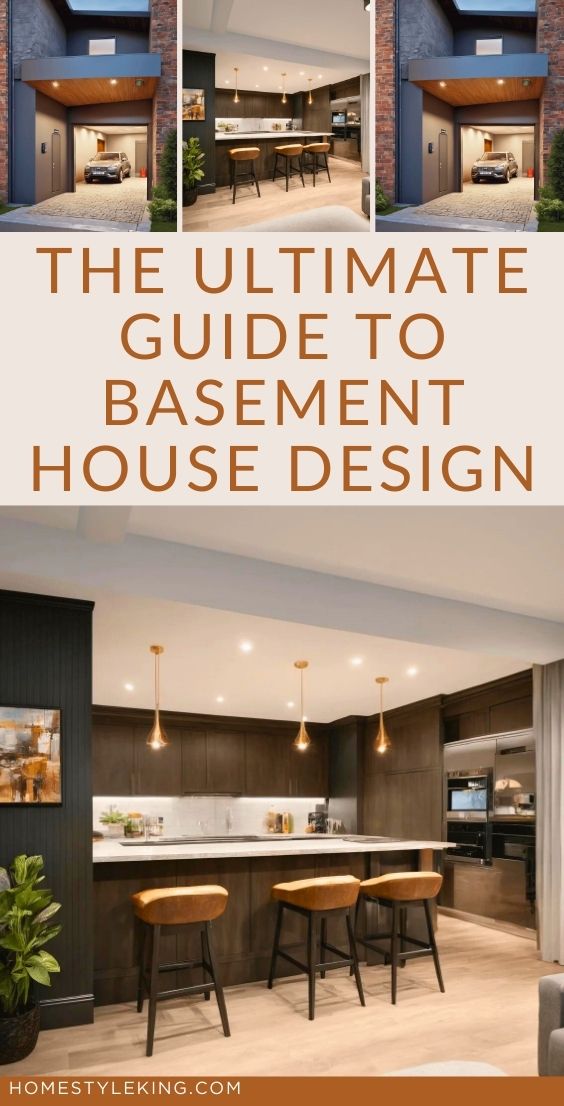 THE ULTIMATE
GUIDE TO
BASEMENT
HOUSE DESIGN
HOMESTYLEKING.COM